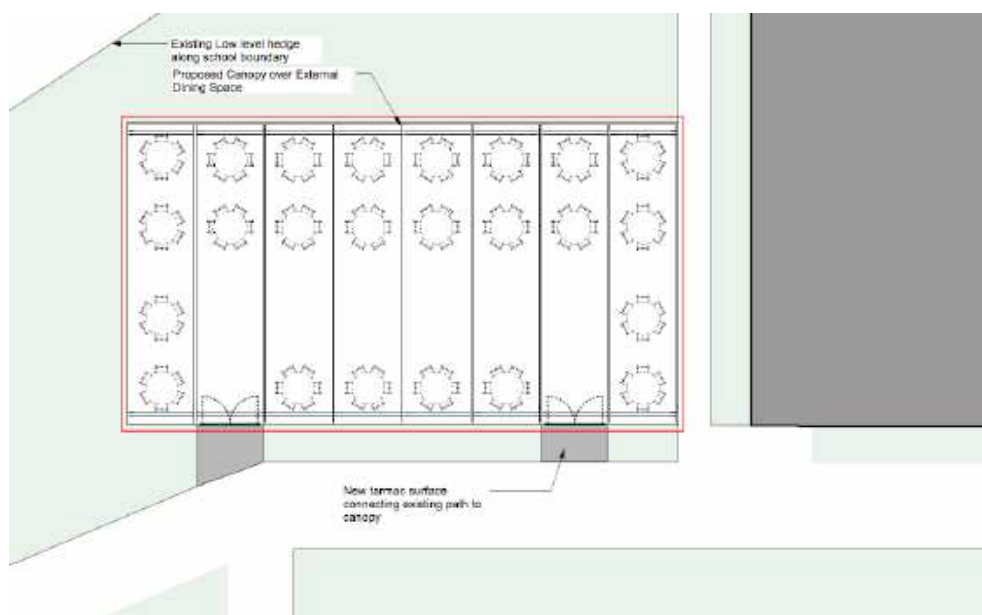 Existing Low level hedge
along school boundary
Proposed Canopy over External
Dining Space
New tarmac surface
connecting existing path to
canopy